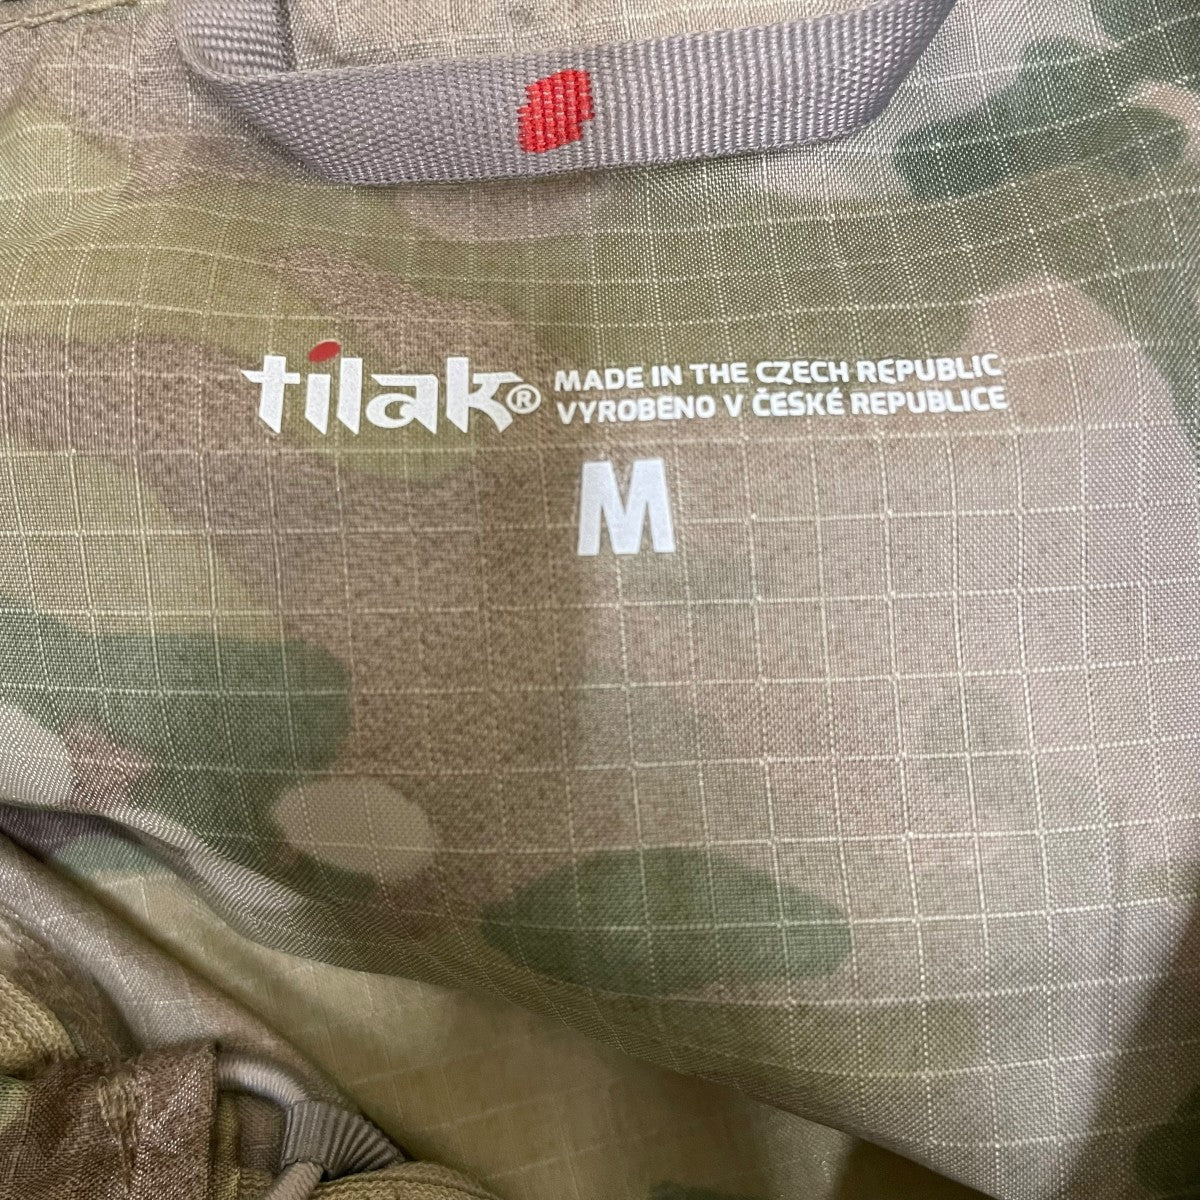 tilak® MADE IN THE CZECH REPUBLIC
VYROBENO V ČESKÉ REPUBLICE
M